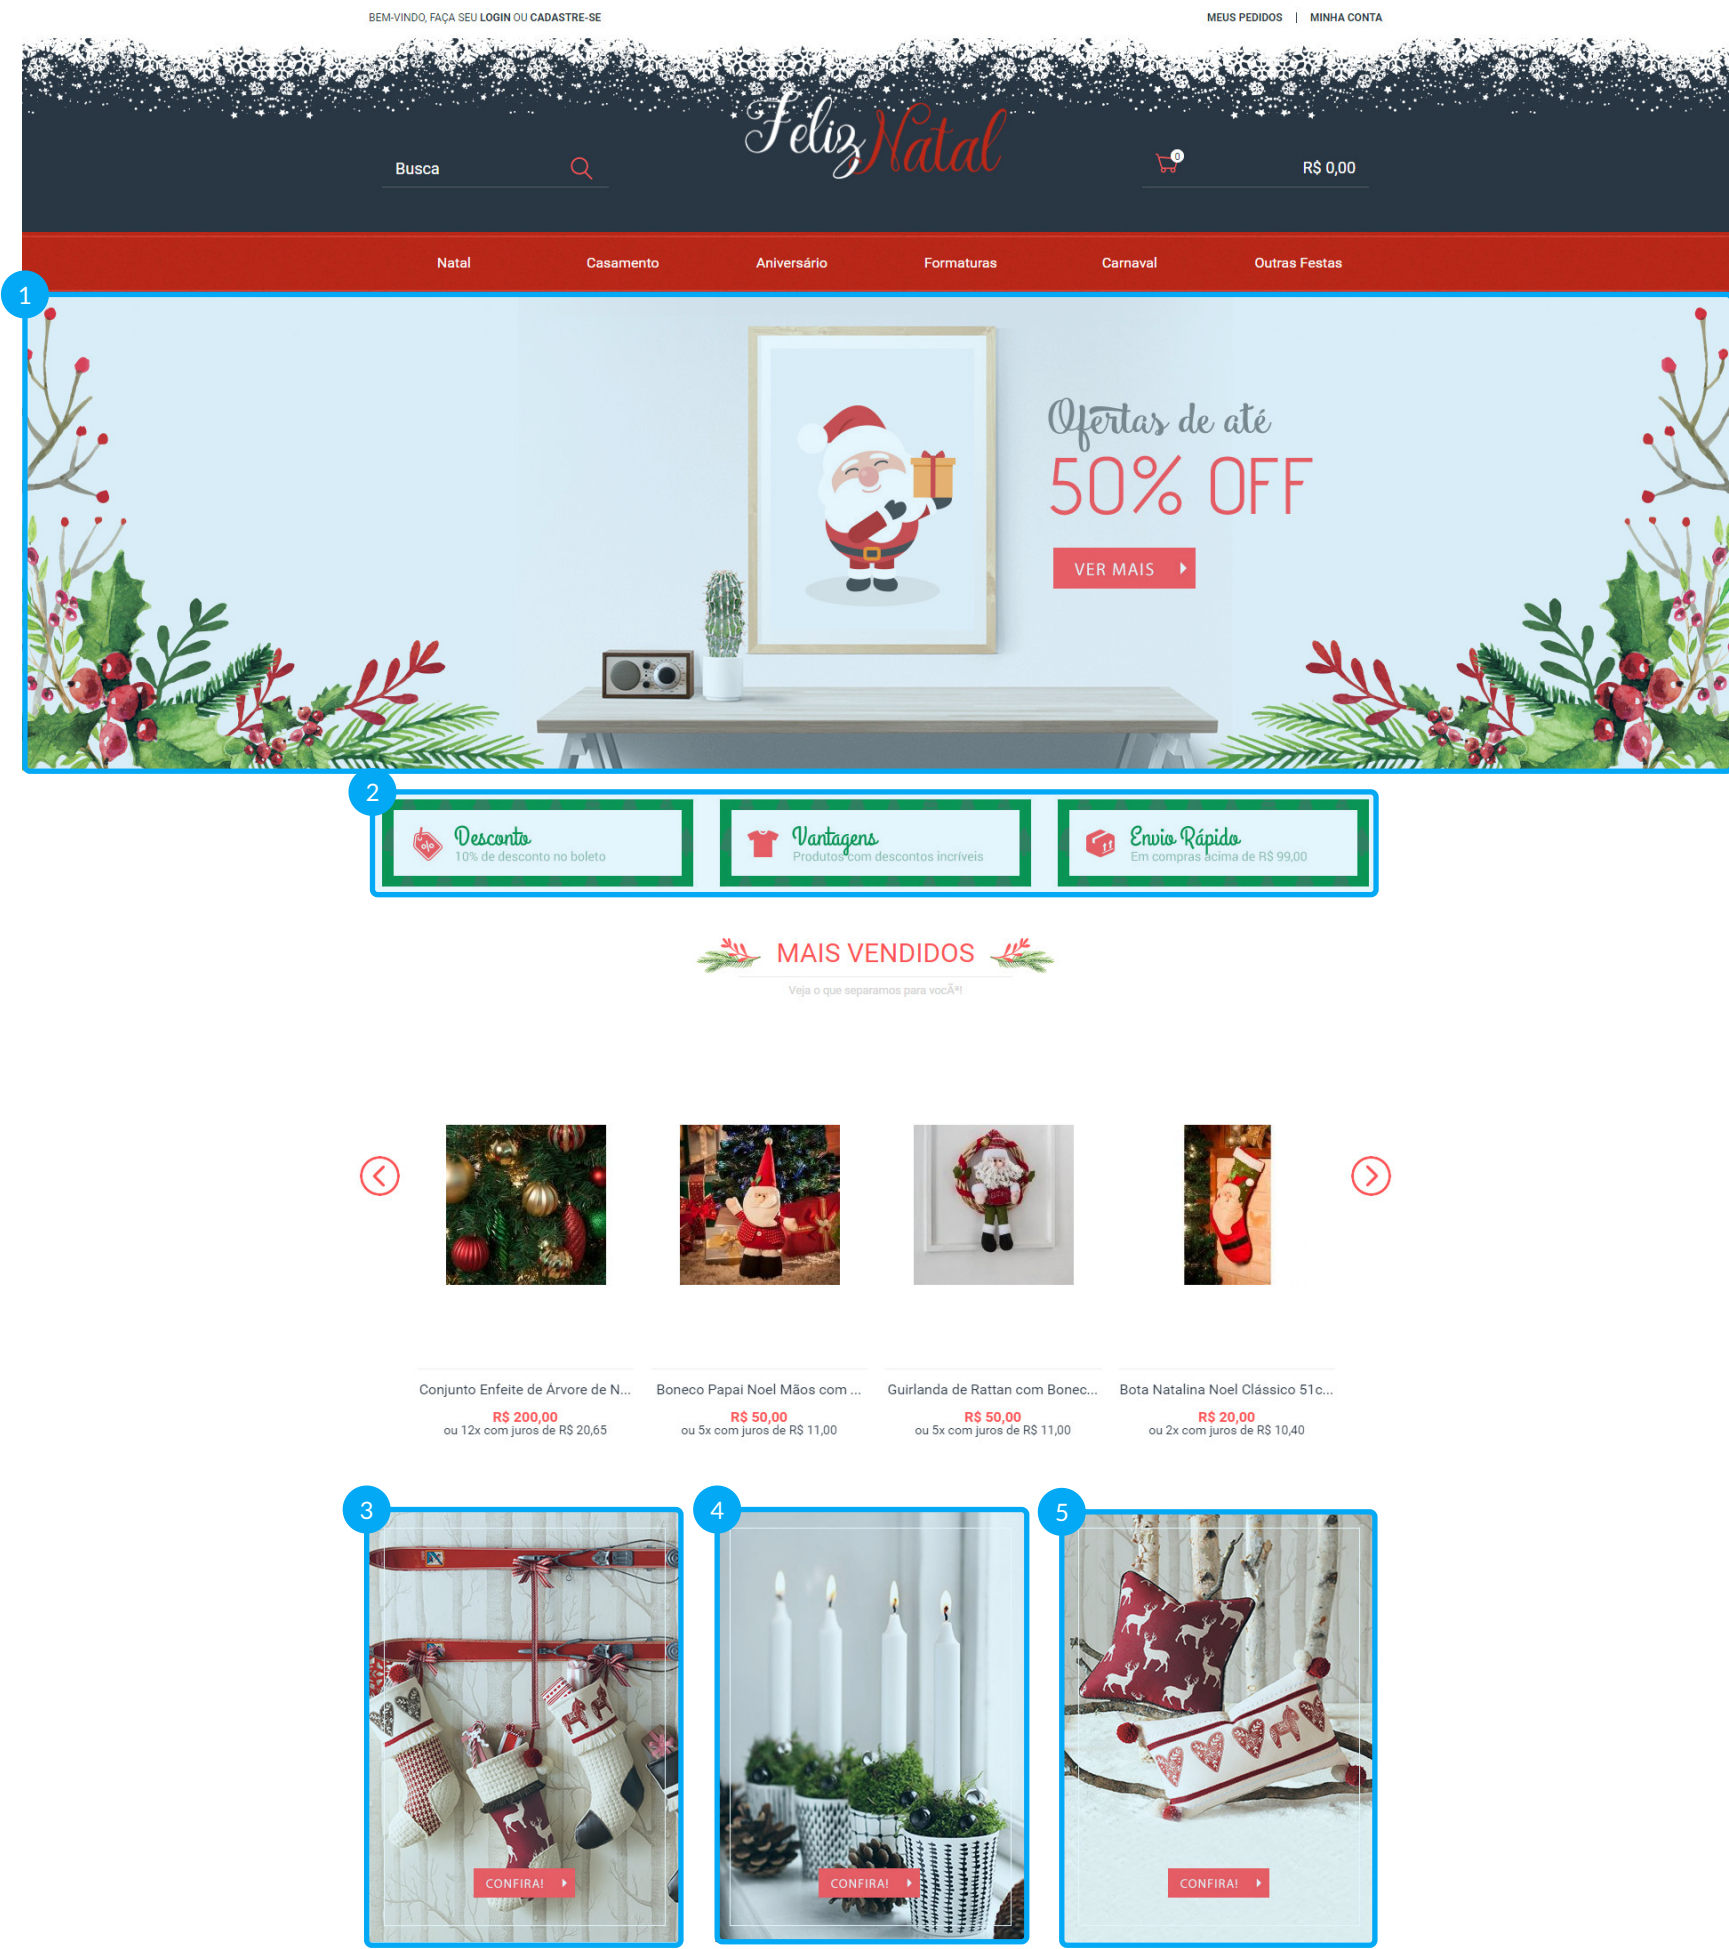 BEM-VINDO, FAÇA SEU LOGIN OU CADASTRE-SE
MEUS PEDIDOS | MINHA CONTA
Feliz Natal
Busca
0
R$ 0,00
Natal
Casamento
Aniversário
Formaturas
Carnaval
Outras Festas
1
Ofertas de até
50% OFF
VER MAIS
2
Desconto
10% de desconto no boleto
Vantagens
Produtos com descontos incríveis
Envio Rápido
Em compras acima de R$ 99,00
MAIS VENDIDOS
Veja o que separamos para vocÃª!
Conjunto Enfeite de Árvore de N...
R$ 200,00
ou 12x com juros de R$ 20,65
Boneco Papai Noel Mãos com ...
R$ 50,00
ou 5x com juros de R$ 11,00
Guirlanda de Rattan com Bonec...
R$ 50,00
ou 5x com juros de R$ 11,00
Bota Natalina Noel Clássico 51c...
R$ 20,00
ou 2x com juros de R$ 10,40
3
CONFIRA!
4
CONFIRA!
5
CONFIRA!